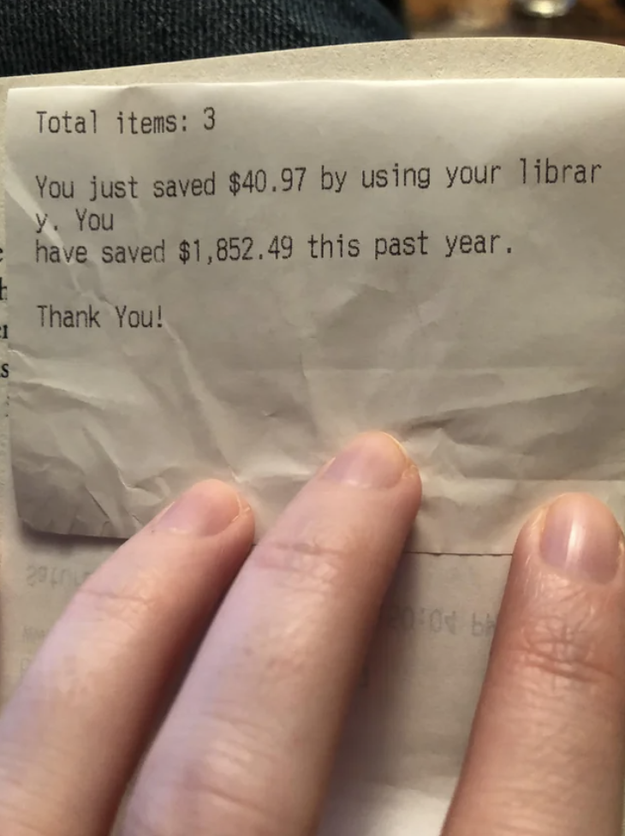 Total items: 3
You just saved $40.97 by using your librar
y. You
have saved $1,852.49 this past year.
Thank You!